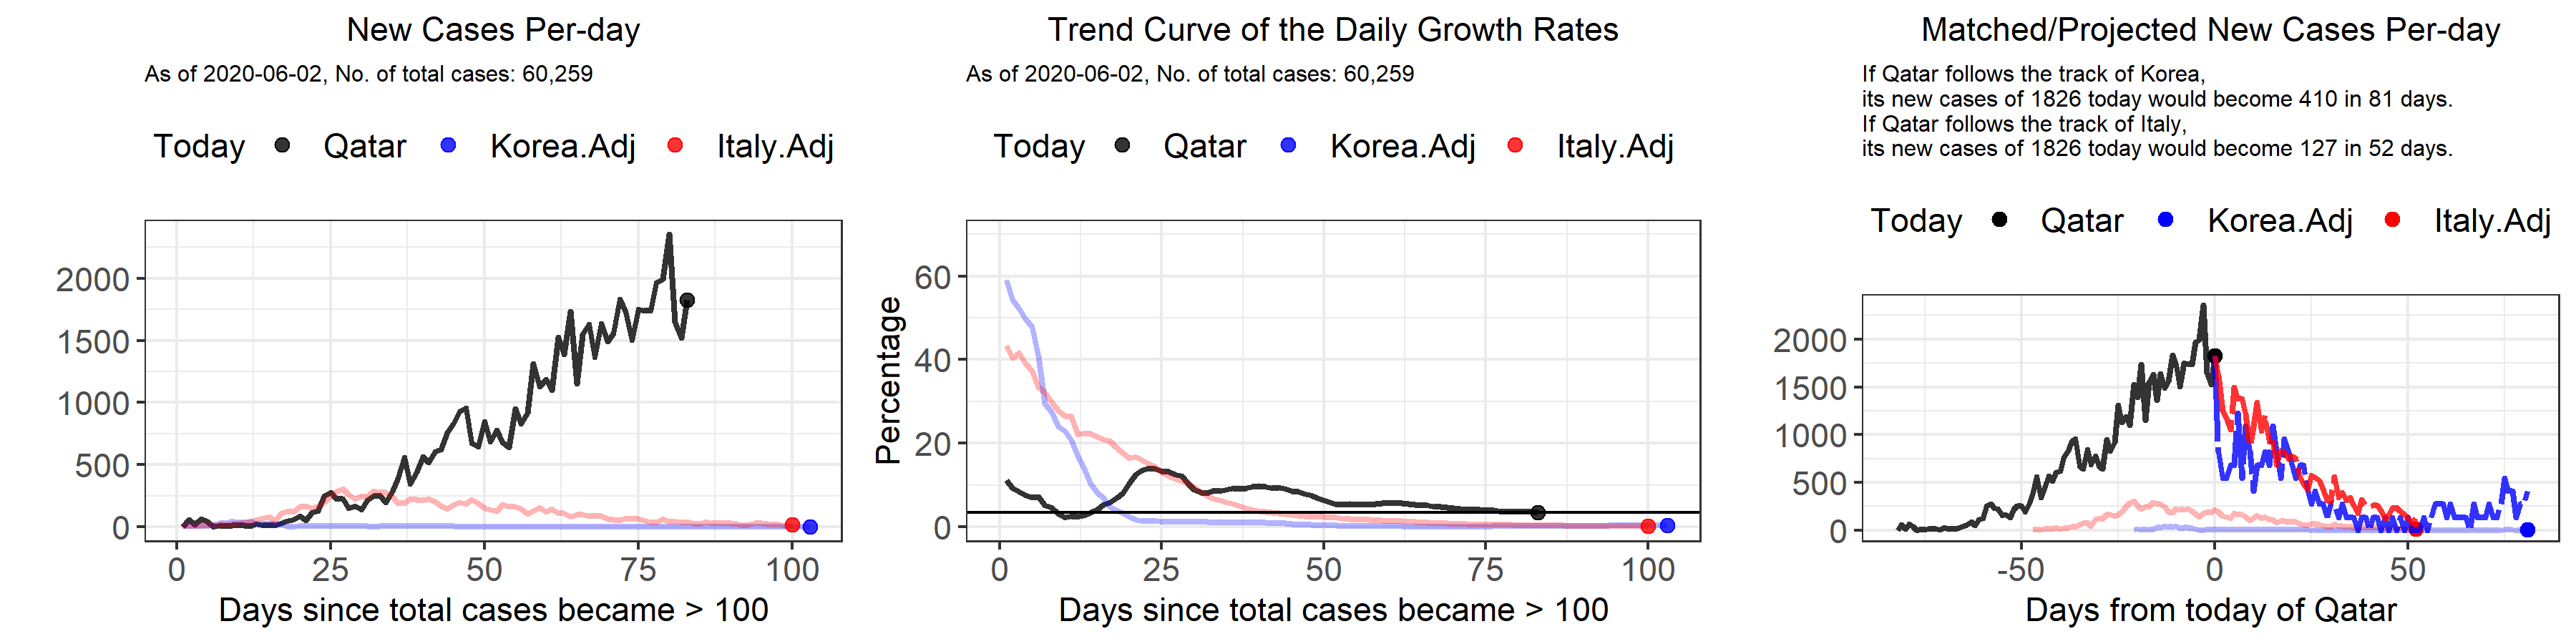 New Cases Per-day
As of 2020-06-02, No. of total cases: 60,259
Today Qatar Korea.Adj Italy.Adj
2000
1500
1000
500
0
0 25 50 75 100
Days since total cases became > 100
Trend Curve of the Daily Growth Rates
As of 2020-06-02, No. of total cases: 60,259
Today Qatar Korea.Adj Italy.Adj
Percentage
60
40
20
0
0 25 50 75 100
Days since total cases became > 100
Matched/Projected New Cases Per-day
If Qatar follows the track of Korea,
its new cases of 1826 today would become 410 in 81 days.
If Qatar follows the track of Italy,
its new cases of 1826 today would become 127 in 52 days.
Today Qatar Korea.Adj Italy.Adj
2000
1500
1000
500
0
-50 0 50
Days from today of Qatar